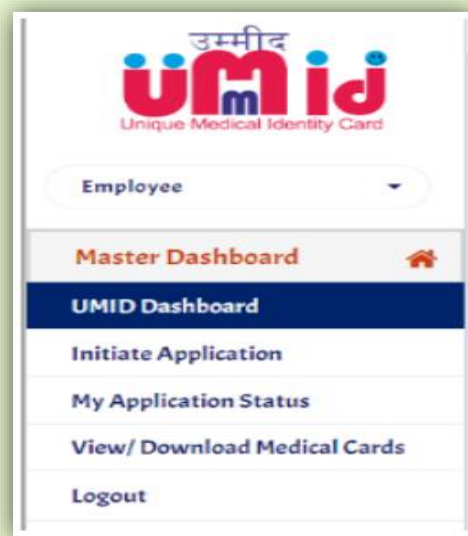 उम्मीद
UMmid
Unique Medical Identity Card
Employee
Master Dashboard
UMID Dashboard
Initiate Application
My Application Status
View/ Download Medical Cards
Logout